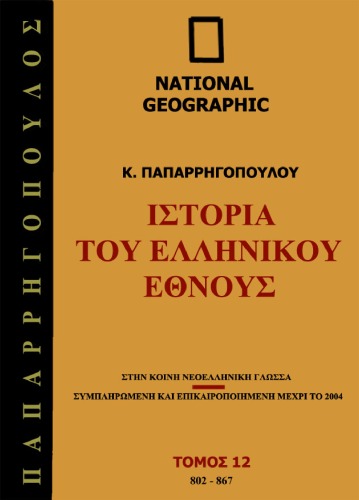 ΠΑΠΑΡΡΗΓΟΠΟΥΛΟΣ
NATIONAL
GEOGRAPHIC
Κ. ΠΑΠΑΡΡΗΓΟΠΟΥΛΟΥ
ΙΣΤΟΡΙΑ
ΤΟΥ ΕΛΛΗΝΙΚΟΥ
ΕΘΝΟΥΣ
ΣΤΗΝ ΚΟΙΝΗ ΝΕΟΕΛΛΗΝΙΚΗ ΓΛΩΣΣΑ
ΣΥΜΠΛΗΡΩΜΕΝΗ ΚΑΙ ΕΠΙΚΑΙΡΟΠΟΙΗΜΕΝΗ ΜΕΧΡΙ ΤΟ 2004
ΤΟΜΟΣ 12
802 - 867